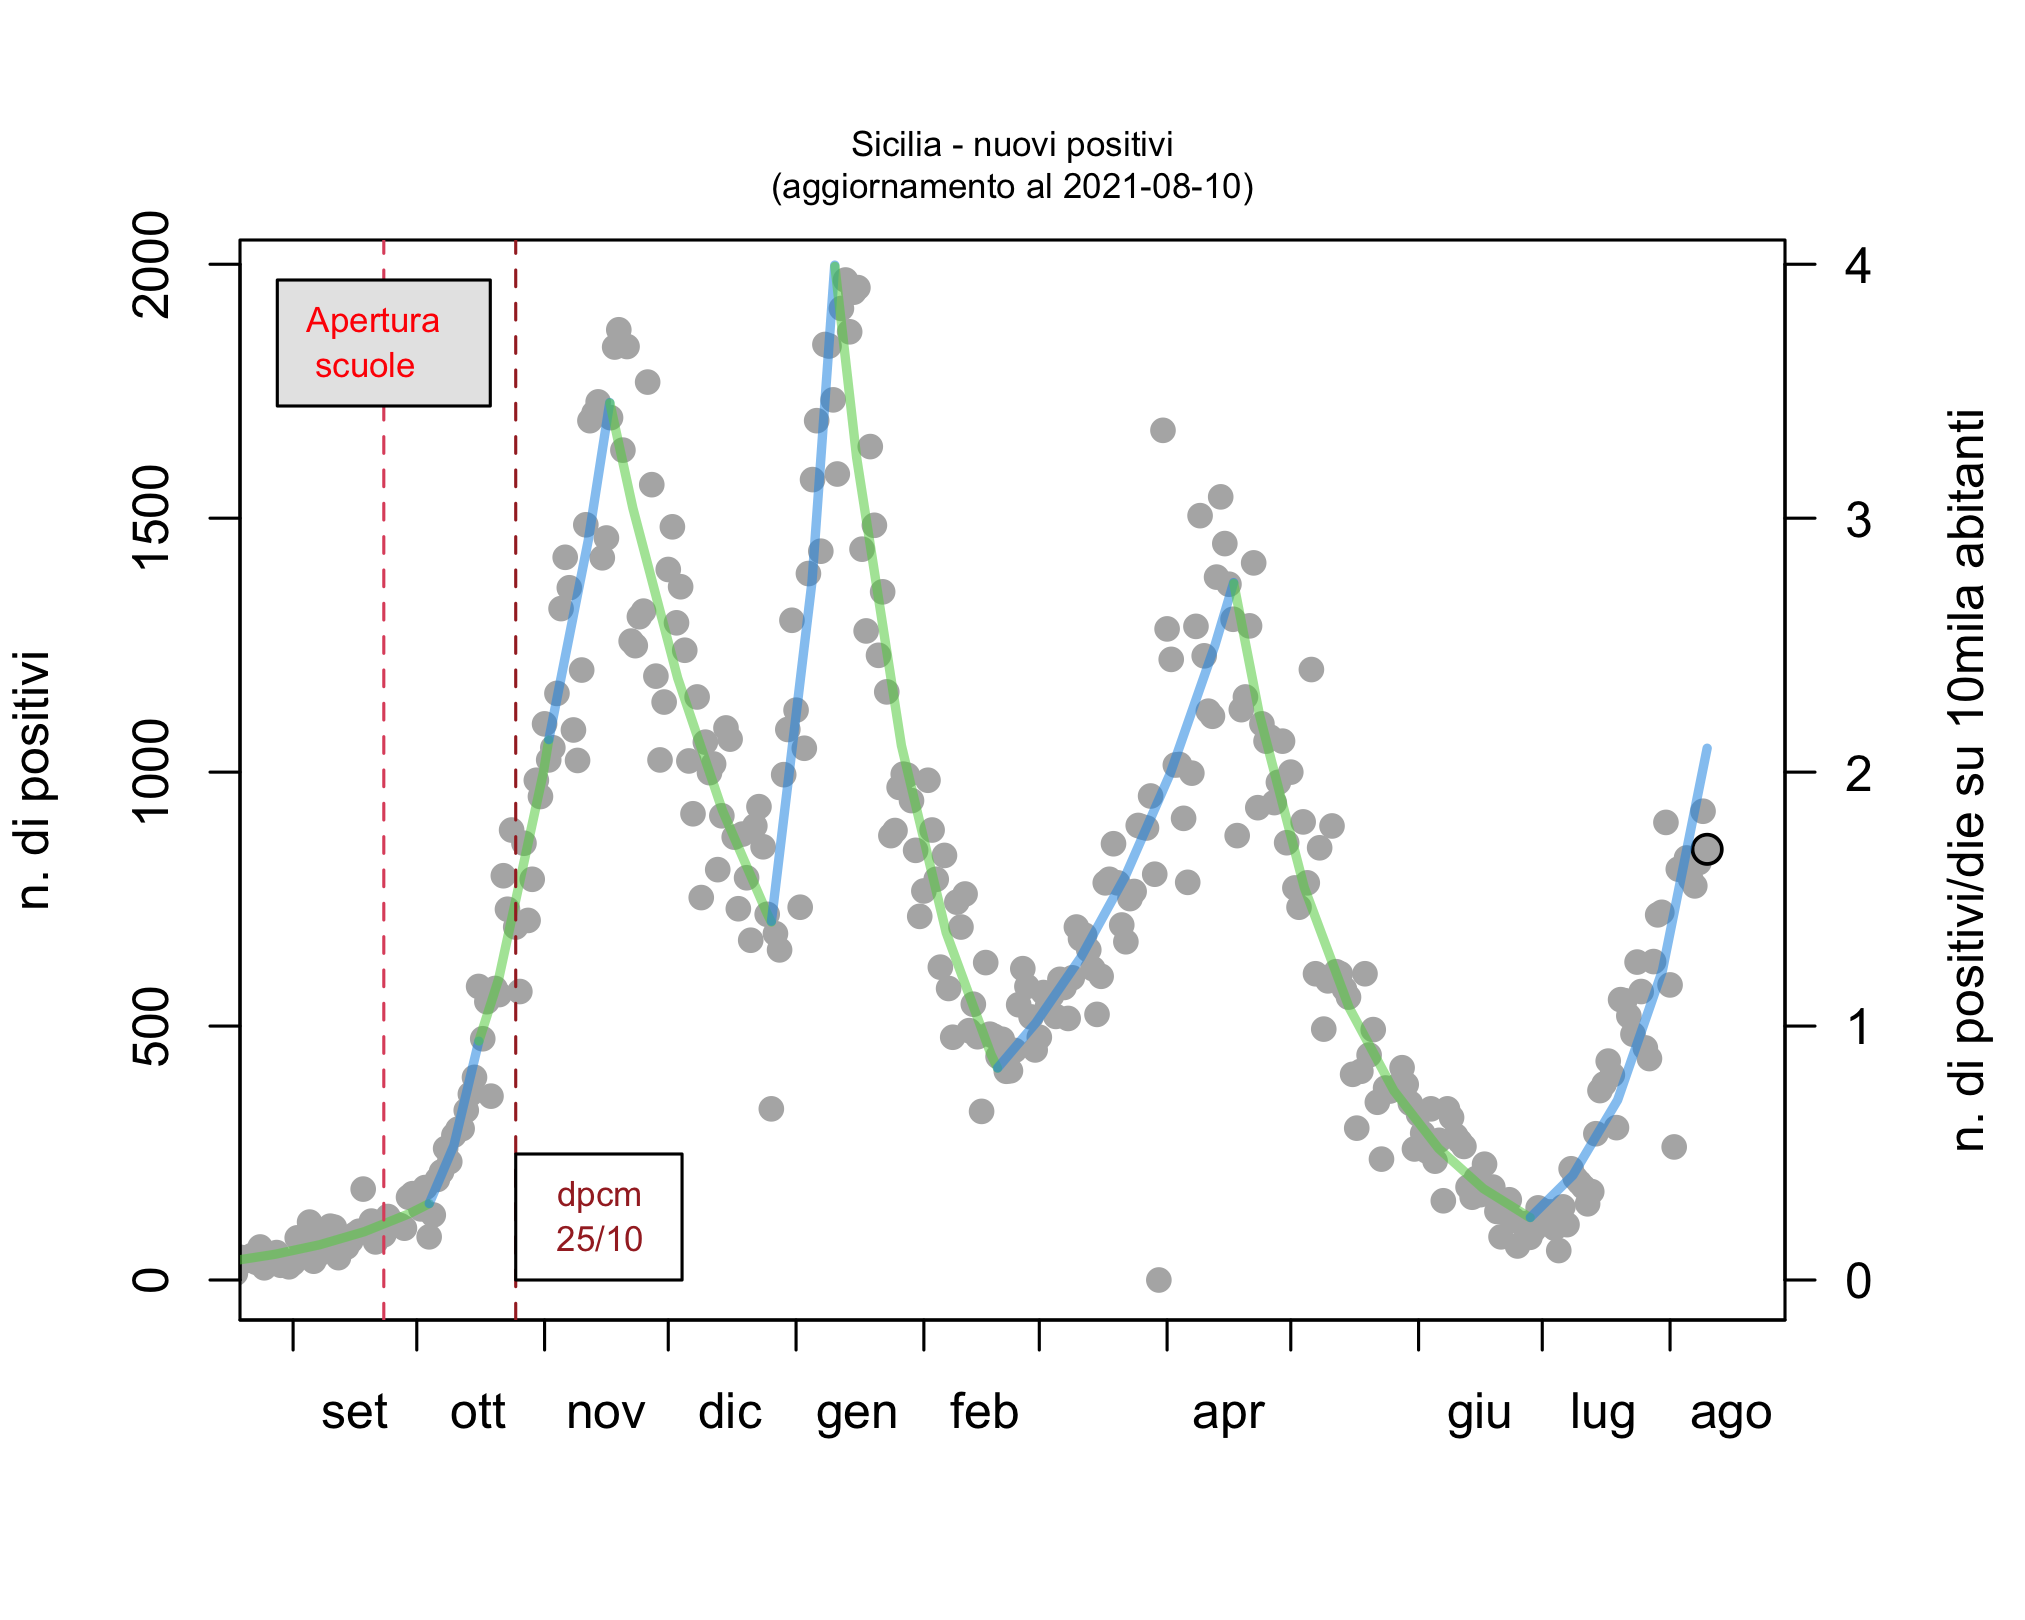 Sicilia - nuovi positivi
(aggiornamento al 2021-08-10)
n. di positivi
2000
1500
1000
500
0
Apertura
scuole
dpcm
25/10
4
3
2
1
0
n. di positivi/die su 10mila abitanti
set ott nov dic gen feb apr giu lug ago